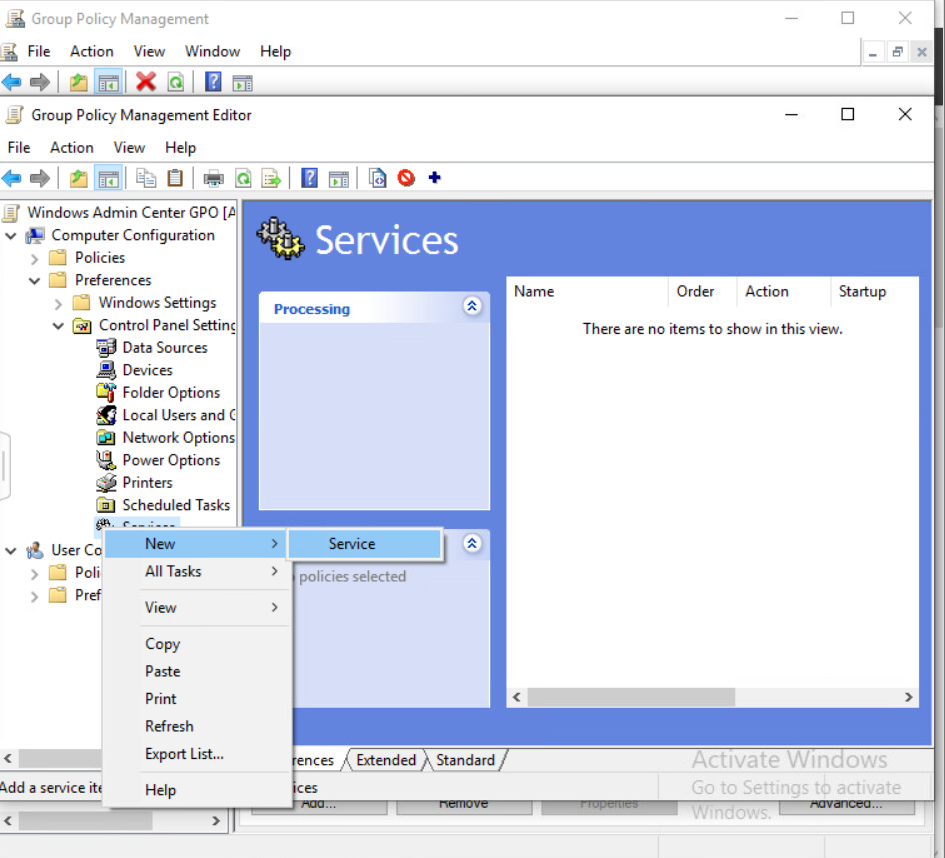 Group Policy Management
File Action View Window Help
Group Policy Management Editor
File Action View Help
Windows Admin Center GPO [A
Computer Configuration
Policies
Preferences
Windows Settings
Control Panel Setting
Data Sources
Devices
Folder Options
Local Users and G
Network Options
Power Options
Printers
Scheduled Tasks
Services
User Co
Poli
Pref
Services
Processing
Name Order Action Startup
There are no items to show in this view.
New
Service
All Tasks
policies selected
View
Copy
Paste
Print
Refresh
Export List...
Help
rences Extended Standard
Add a service ite
ices
Add... Remove Properties Advanced...
Activate Windows
Go to Settings to activate
Windows.